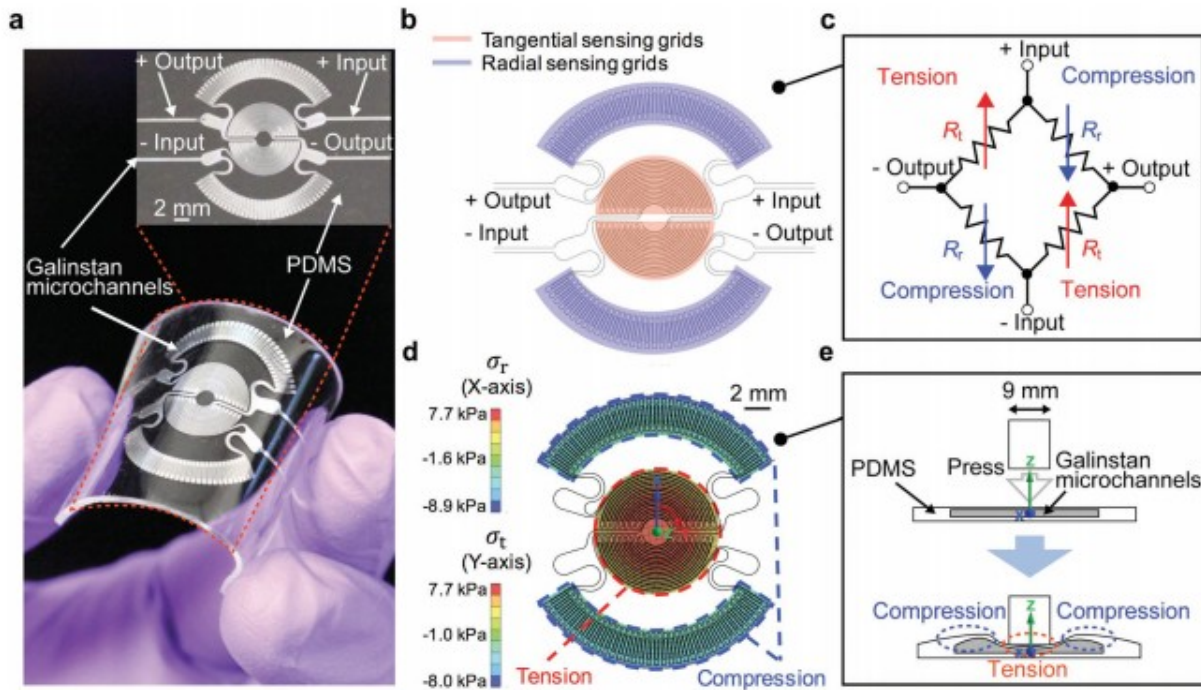 a
+ Output
+ Input
- Input
- Output
2 mm
Galinstan
microchannels
PDMS
b
Tangential sensing grids
Radial sensing grids
+ Output
- Input
+ Input
- Output
c
+ Input
Tension
Compression
Rt
Rr
- Output
+ Output
Rr
Rt
Compression
Tension
- Input
d
σr
(X-axis)
7.7 kPa
-1.6 kPa
-8.9 kPa
σt
(Y-axis)
7.7 kPa
-1.0 kPa
-8.0 kPa
2 mm
Tension
Compression
e
9 mm
PDMS
Press
Z
Galinstan
microchannels
X
Compression
Z
Compression
Tension